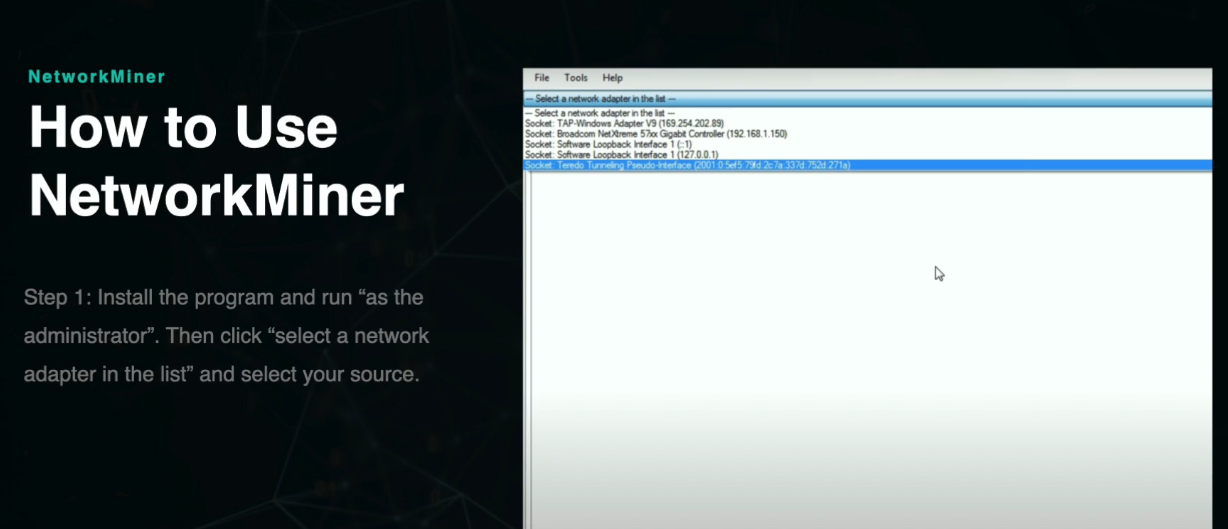 NetworkMiner
How to Use
NetworkMiner
Step 1: Install the program and run “as the
administrator”. Then click “select a network
adapter in the list” and select your source.
File Tools Help
--- Select a network adapter in the list ---
--- Select a network adapter in the list ---
Socket: TAP-Windows Adapter V9 (169.254.202.89)
Socket: Broadcom NetXtreme 57xx Gigabit Controller (192.168.1.150)
Socket: Software Loopback Interface 1 (::1)
Socket: Software Loopback Interface 1 (127.0.0.1)
Socket: Teredo Tunneling Pseudo-Interface (2001:0:5ef5:79fd:2c7a:337d:752d:271a)